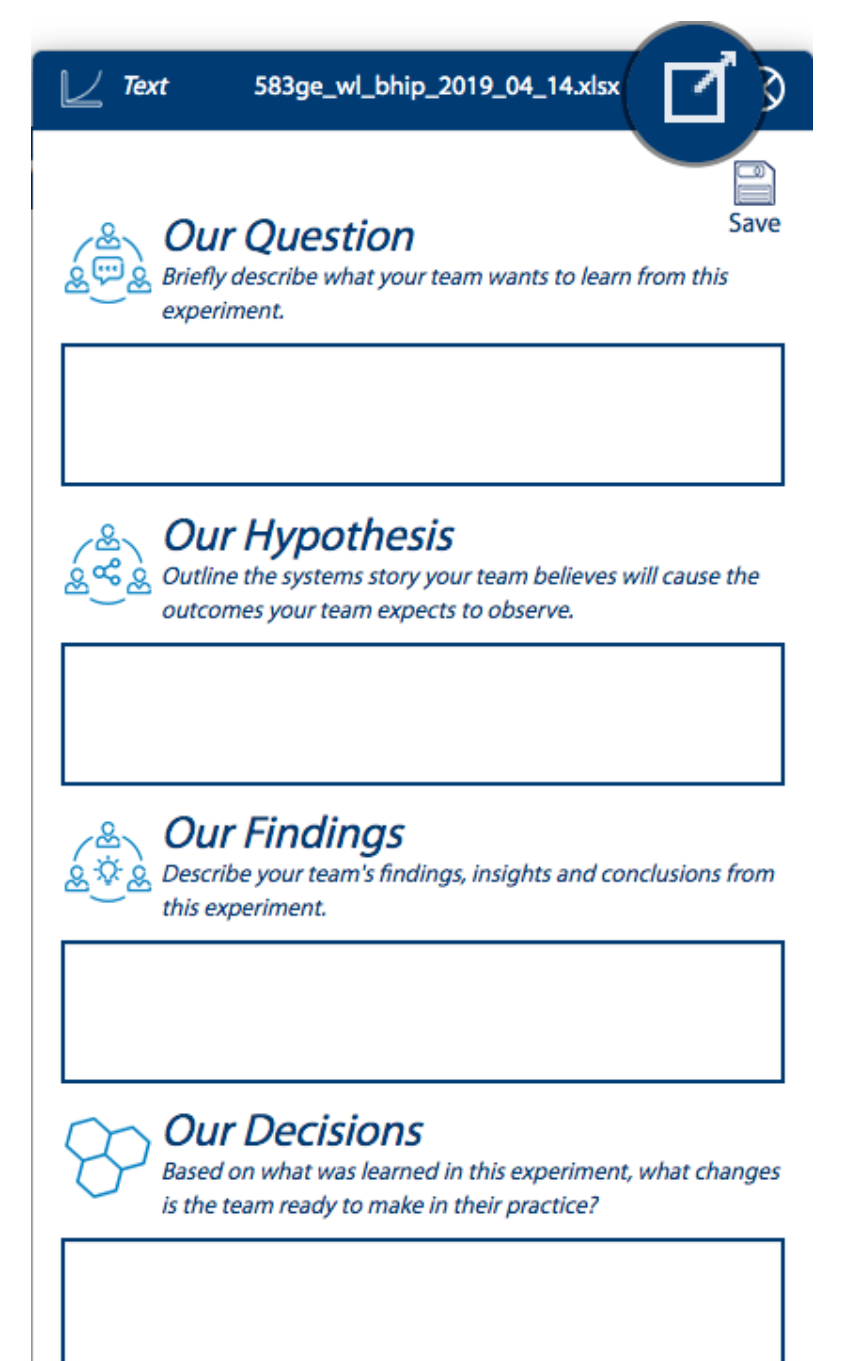 Text 583ge_wl_bhip_2019_04_14.xlsx
Save
Our Question
Briefly describe what your team wants to learn from this
experiment.
Our Hypothesis
Outline the systems story your team believes will cause the
outcomes your team expects to observe.
Our Findings
Describe your team's findings, insights and conclusions from
this experiment.
Our Decisions
Based on what was learned in this experiment, what changes
is the team ready to make in their practice?